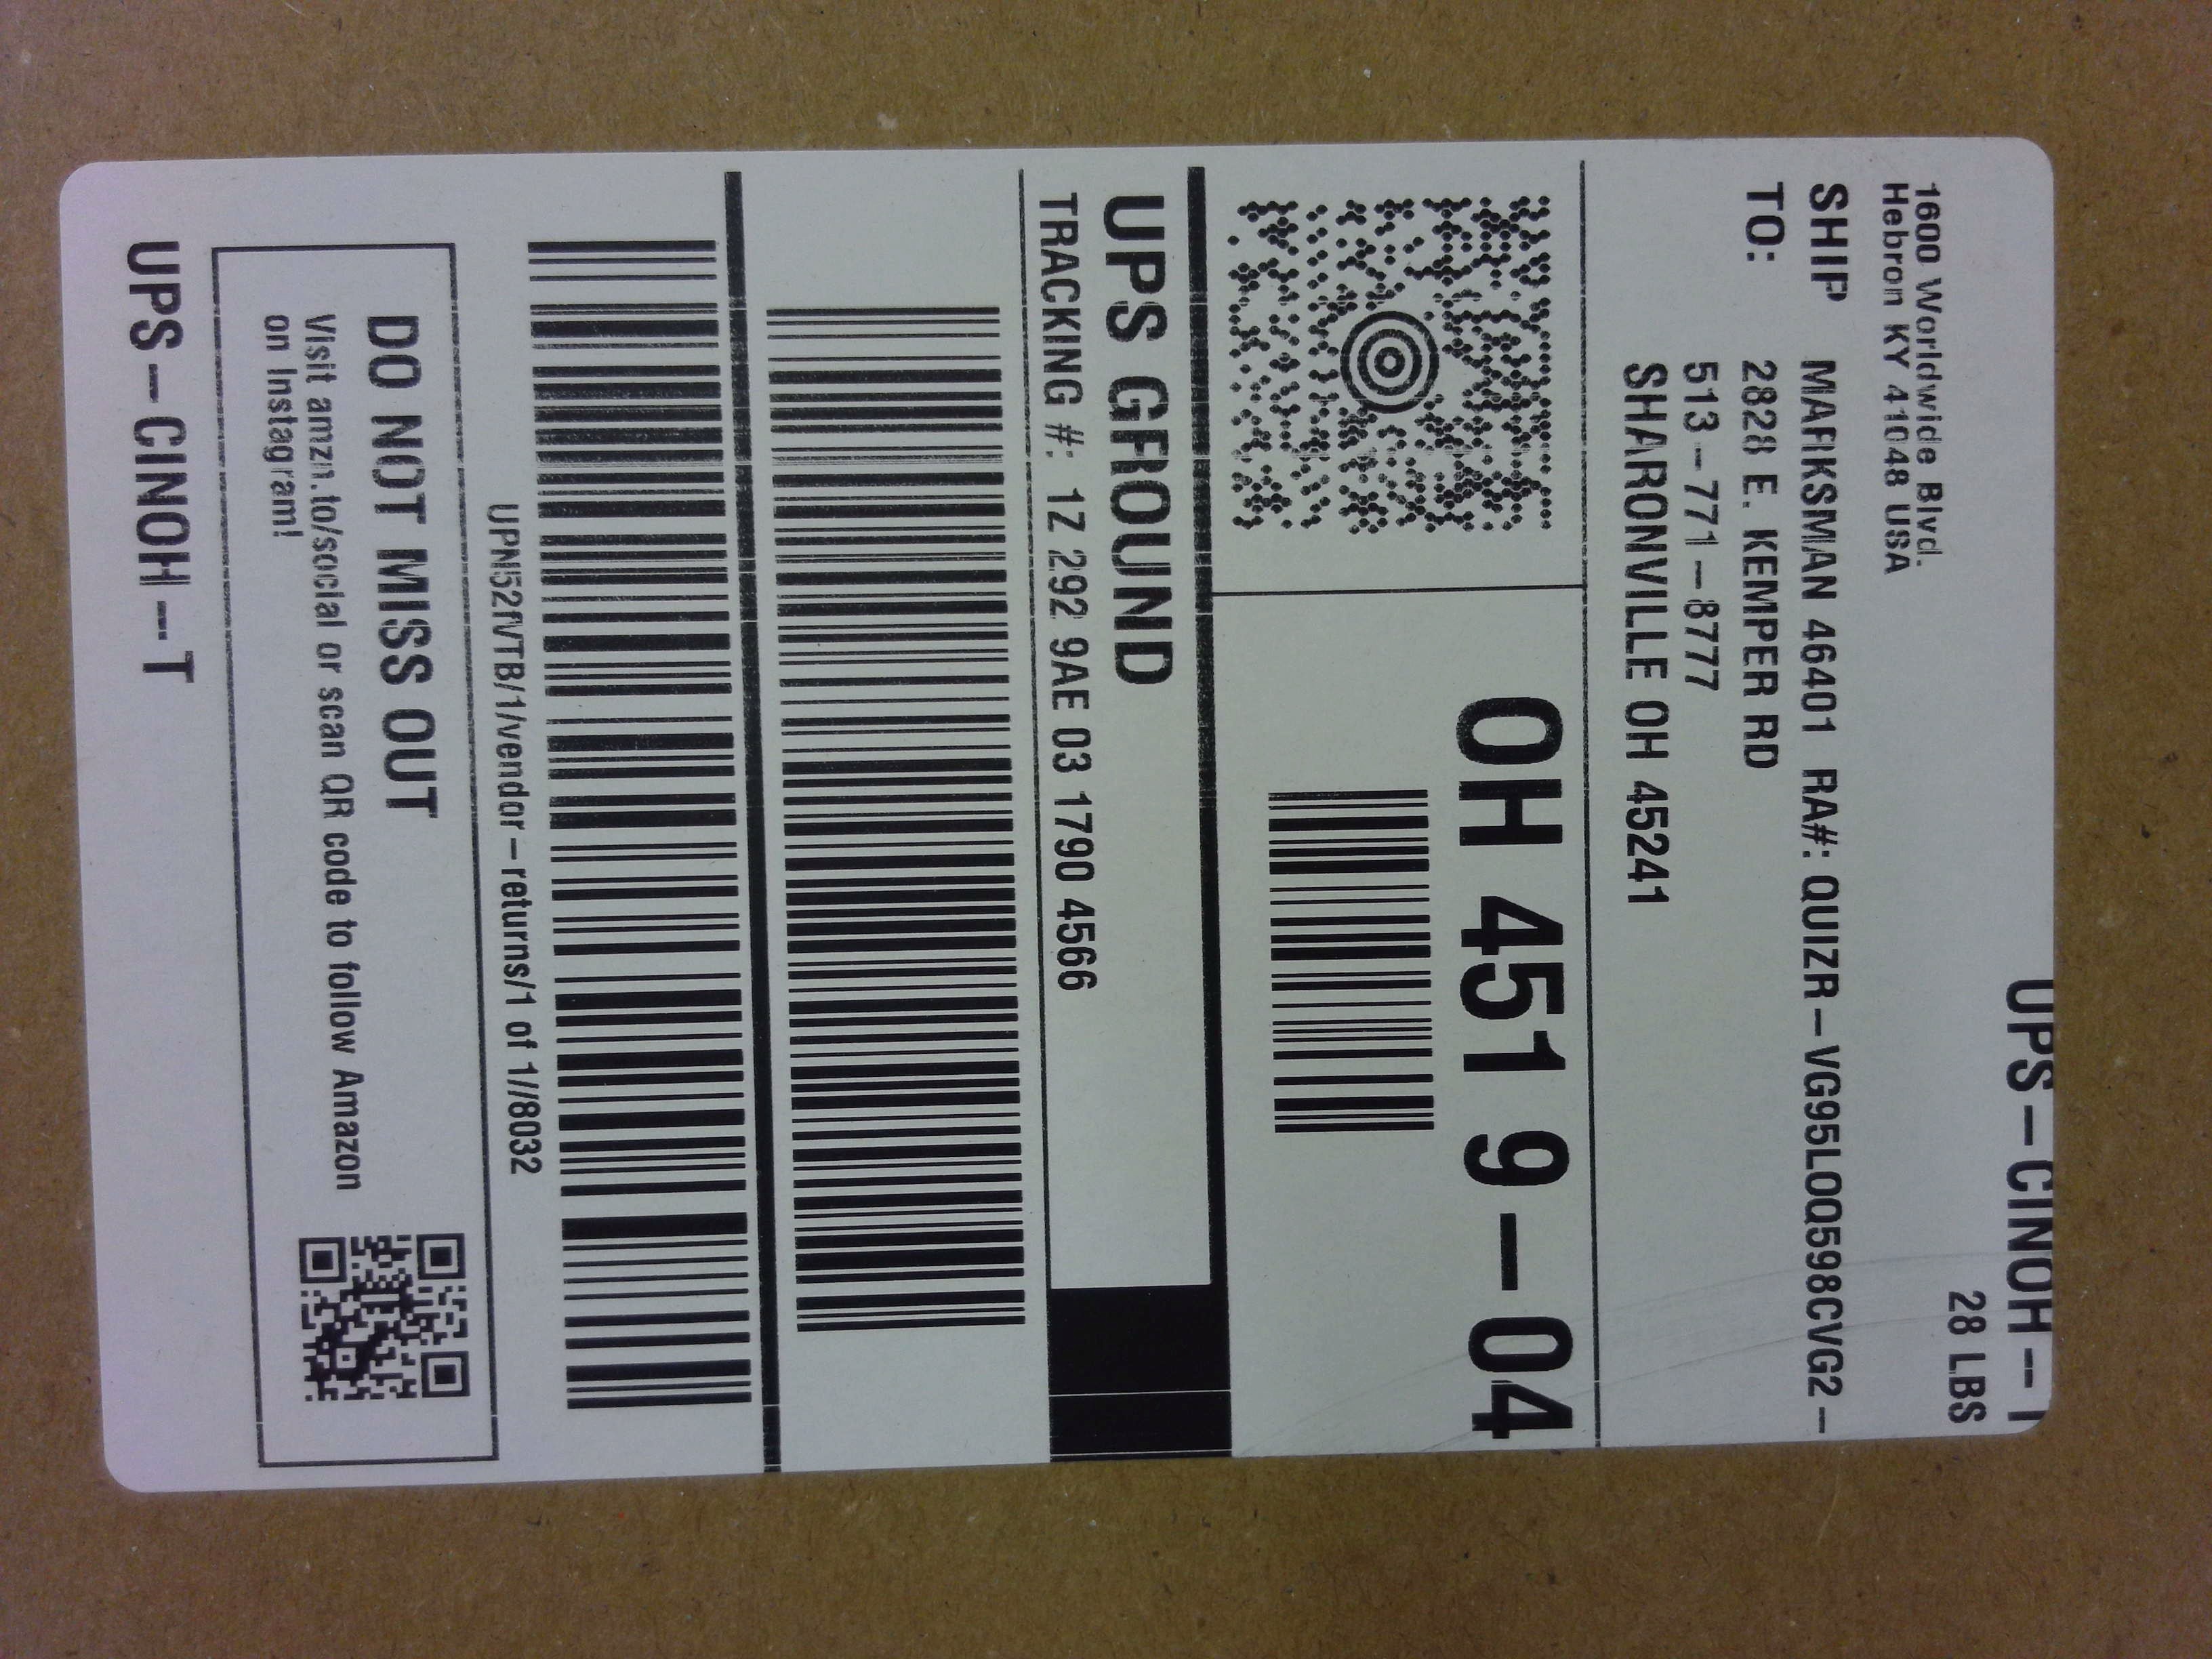 UPS-CINOH--
28 LBS
1600 Worldwide Blvd.
Hebron KY 41048 USA
SHIP
TO:
MARKSMAN 46401 RA#: QUIZR-VG95LOQ598CVG2-
2828 E. KEMPER RD
513-771-8777
SHARONVILLE OH 45241
OH 451 9-04
UPS GROUND
TRACKING #: 1Z 292 9AE 03 1790 4566
/1/vendor-returns/1 of 1//8032
DO NOT MISS OUT
Visit amzn.to/social or scan QR code to follow Amazon
on Instagram!
UPS-CINOH--T